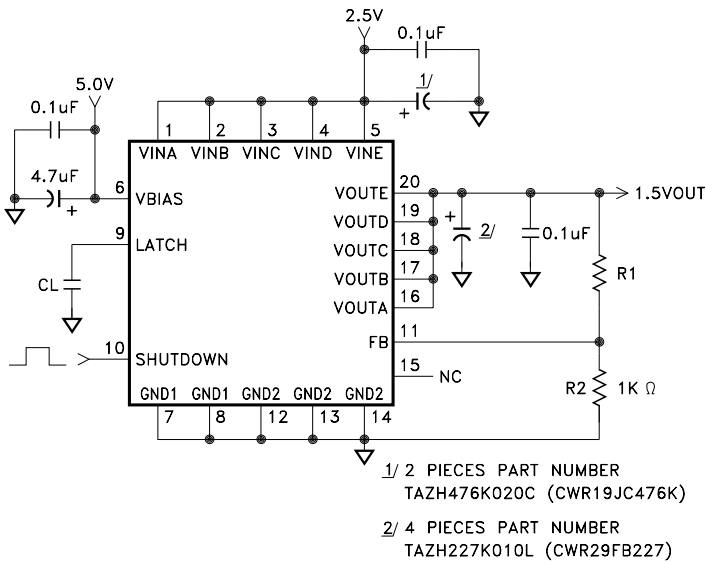 2.5V
0.1uF
5.0V
1/
+
0.1uF
1 2 3 4 5
VINA VINB VINC VIND VINE
4.7uF
+
6 VBIAS
VOUTE 20
1.5VOUT
VOUTD 19
+ 2/
0.1uF
9 LATCH
VOUTC 18
VOUTB 17
R1
CL
VOUTA 16
FB 11
10 SHUTDOWN
15 NC
R2 1K Ω
GND1 GND1 GND2 GND2 GND2
7 8 12 13 14
1/ 2 PIECES PART NUMBER
TAZH476K020C (CWR19JC476K)
2/ 4 PIECES PART NUMBER
TAZH227K010L (CWR29FB227)